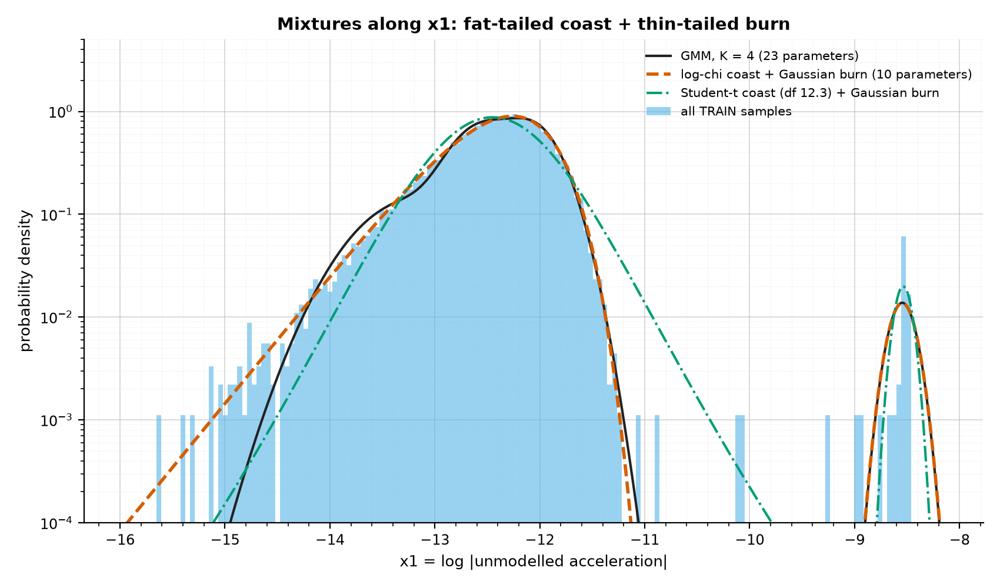 Mixtures along x1: fat-tailed coast + thin-tailed burn
GMM, K = 4 (23 parameters)
log-chi coast + Gaussian burn (10 parameters)
Student-t coast (df 12.3) + Gaussian burn
all TRAIN samples
probability density
10⁰
10⁻¹
10⁻²
10⁻³
10⁻⁴
−16 −15 −14 −13 −12 −11 −10 −9 −8
x1 = log |unmodelled acceleration|